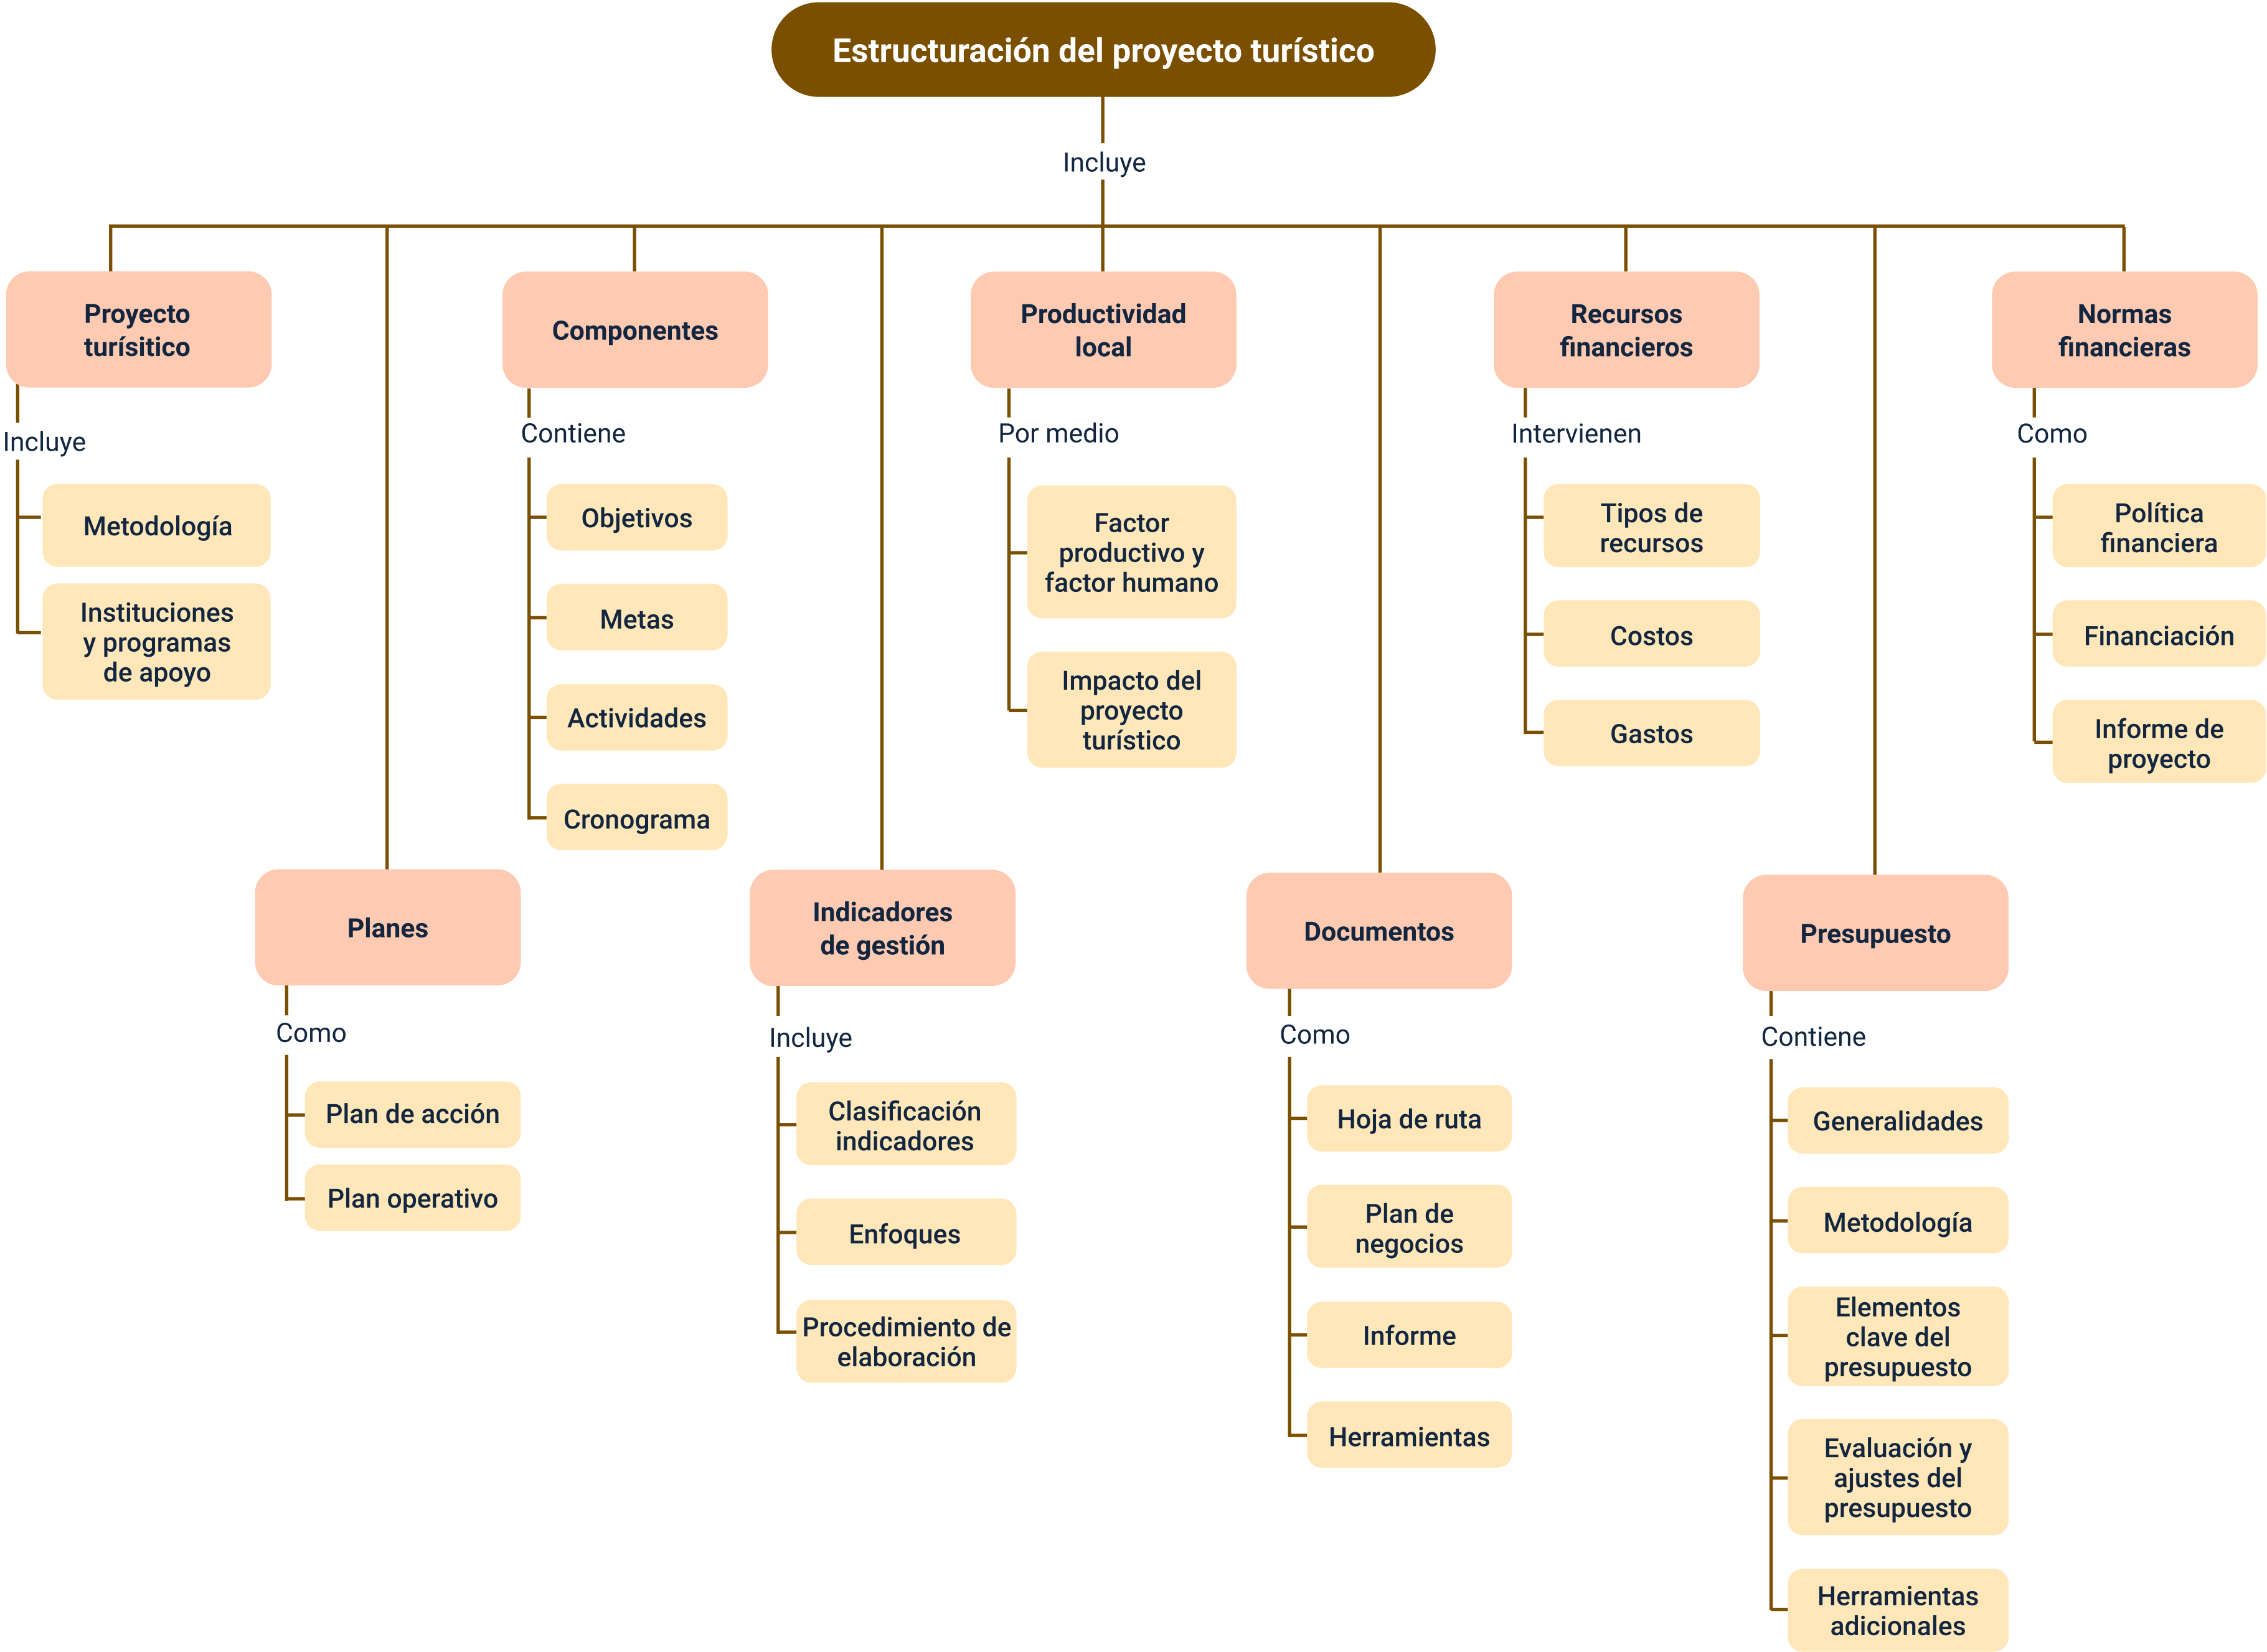 Estructuración del proyecto turístico
Incluye
Proyecto
turísitico
Incluye
Metodología
Instituciones
y programas
de apoyo
Componentes
Contiene
Objetivos
Metas
Actividades
Cronograma
Productividad
local
Por medio
Factor
productivo y
factor humano
Impacto del
proyecto
turístico
Recursos
financieros
Intervienen
Tipos de
recursos
Costos
Gastos
Normas
financieras
Como
Política
financiera
Financiación
Informe de
proyecto
Planes
Como
Plan de acción
Plan operativo
Indicadores
de gestión
Incluye
Clasificación
indicadores
Enfoques
Procedimiento de
elaboración
Documentos
Como
Hoja de ruta
Plan de
negocios
Informe
Herramientas
Presupuesto
Contiene
Generalidades
Metodología
Elementos
clave del
presupuesto
Evaluación y
ajustes del
presupuesto
Herramientas
adicionales